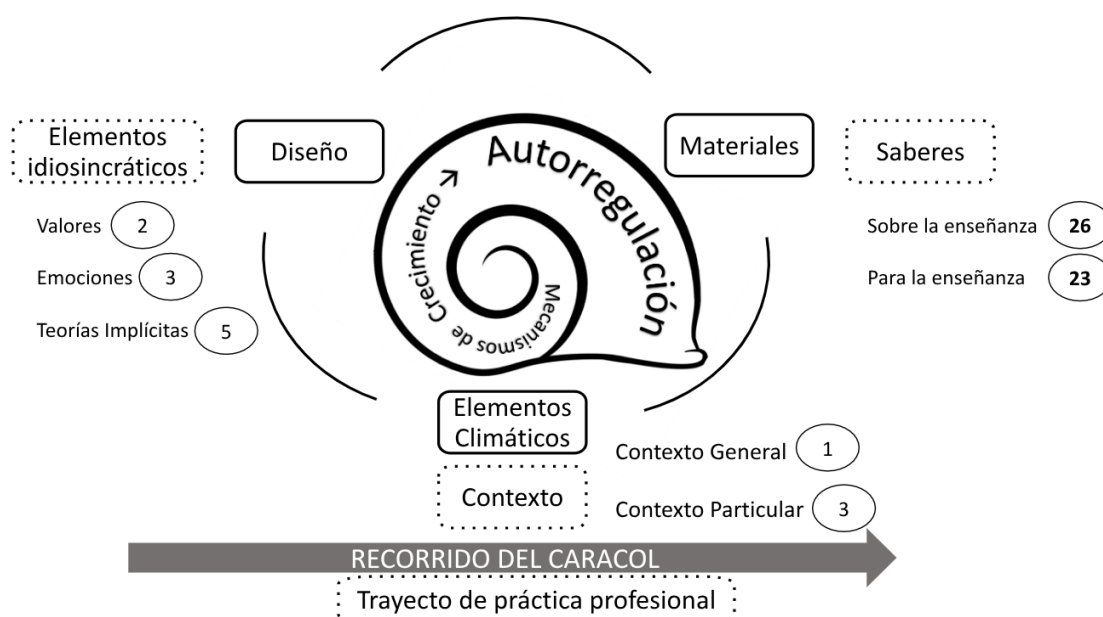 Elementos
idiosincráticos
Diseño
Valores 2
Emociones 3
Teorías Implícitas 5
Mecanismos de Crecimiento →
Autorregulación
Materiales
Saberes
Sobre la enseñanza 26
Para la enseñanza 23
Elementos
Climáticos
Contexto
Contexto General 1
Contexto Particular 3
RECORRIDO DEL CARACOL
Trayecto de práctica profesional